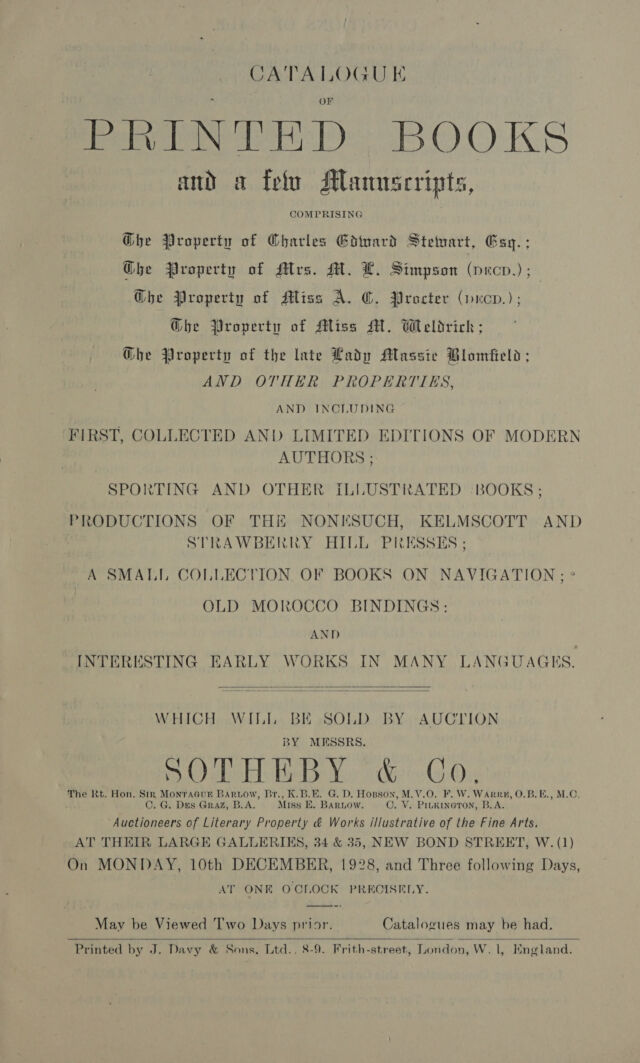 CATALOGUE
OF
PRINTED BOOKS
and a few Manuscripts,
COMPRISING
The Property of Charles Edward Stewart, Esq.;
The Property of Mrs. M. L. Simpson (DECD.);
The Property of Miss A. C. Procter (DECD.);
The Property of Miss M. Weldrick;
The Property of the late Lady Massie Blomfield;
AND OTHER PROPERTIES,
AND INCLUDING
FIRST, COLLECTED AND LIMITED EDITIONS OF MODERN
AUTHORS;
SPORTING AND OTHER ILLUSTRATED BOOKS;
PRODUCTIONS OF THE NONESUCH, KELMSCOTT AND
STRAWBERRY HILL PRESSES;
A SMALL COLLECTION OF BOOKS ON NAVIGATION;
OLD MOROCCO BINDINGS:
AND
INTERESTING EARLY WORKS IN MANY LANGUAGES.
WHICH WILL BE SOLD BY AUCTION
BY MESSRS.
SOTHEBY & Co.
The Rt. Hon. Sir Montague Barlow, Bt., K.B.E. G. D. Hobson, M.V.O. F. W. Warre, O.B.E., M.C.
C. G. Des Graz, B.A. Miss E. Barlow. C. V. Pilkington, B.A.
Auctioneers of Literary Property & Works illustrative of the Fine Arts.
AT THEIR LARGE GALLERIES, 34 & 35, NEW BOND STREET, W.(1)
On MONDAY, 10th DECEMBER, 1928, and Three following Days,
AT ONE O'CLOCK PRECISELY.
May be Viewed Two Days prior. Catalogues may be had.
Printed by J. Davy & Sons, Ltd., 8-9, Frith-street, London, W. 1, England.